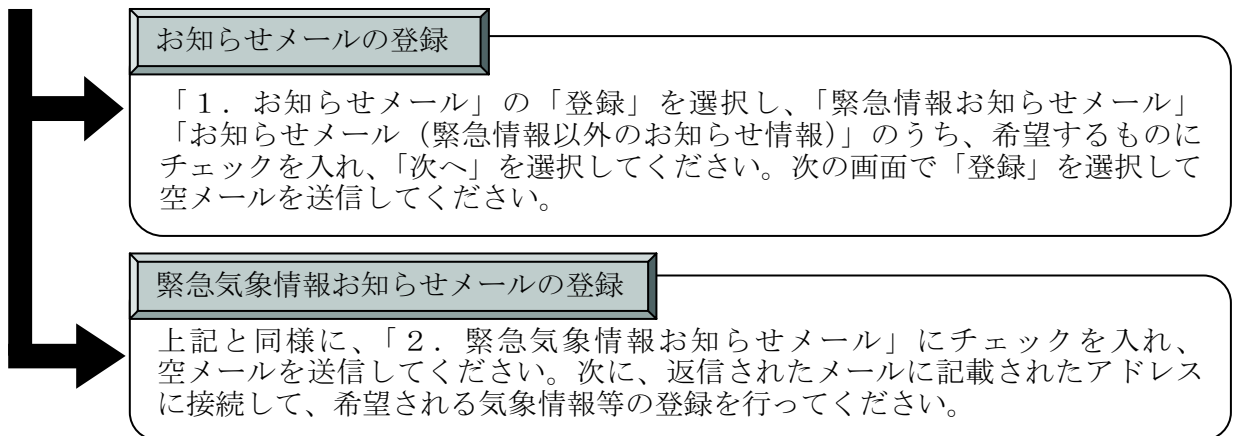 お知らせメールの登録
「１．お知らせメール」の「登録」を選択し、「緊急情報お知らせメール」
「お知らせメール（緊急情報以外のお知らせ情報）」のうち、希望するものに
チェックを入れ、「次へ」を選択してください。次の画面で「登録」を選択して
空メールを送信してください。
緊急気象情報お知らせメールの登録
上記と同様に、「２．緊急気象情報お知らせメール」にチェックを入れ、
空メールを送信してください。次に、返信されたメールに記載されたアドレス
に接続して、希望される気象情報等の登録を行ってください。